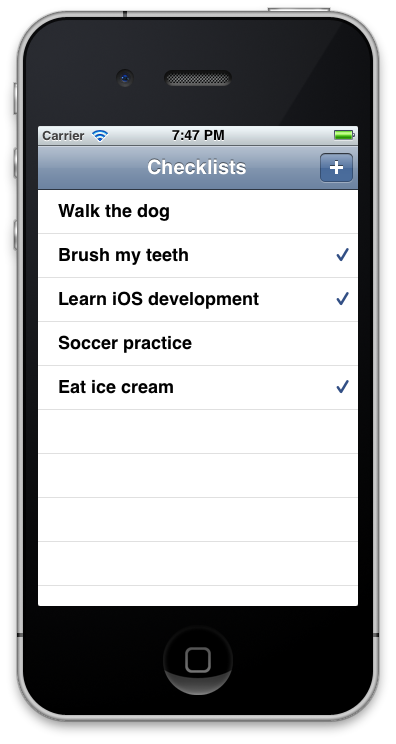 Carrier 7:47 PM
Checklists +
Walk the dog
Brush my teeth
Learn iOS development
Soccer practice
Eat ice cream